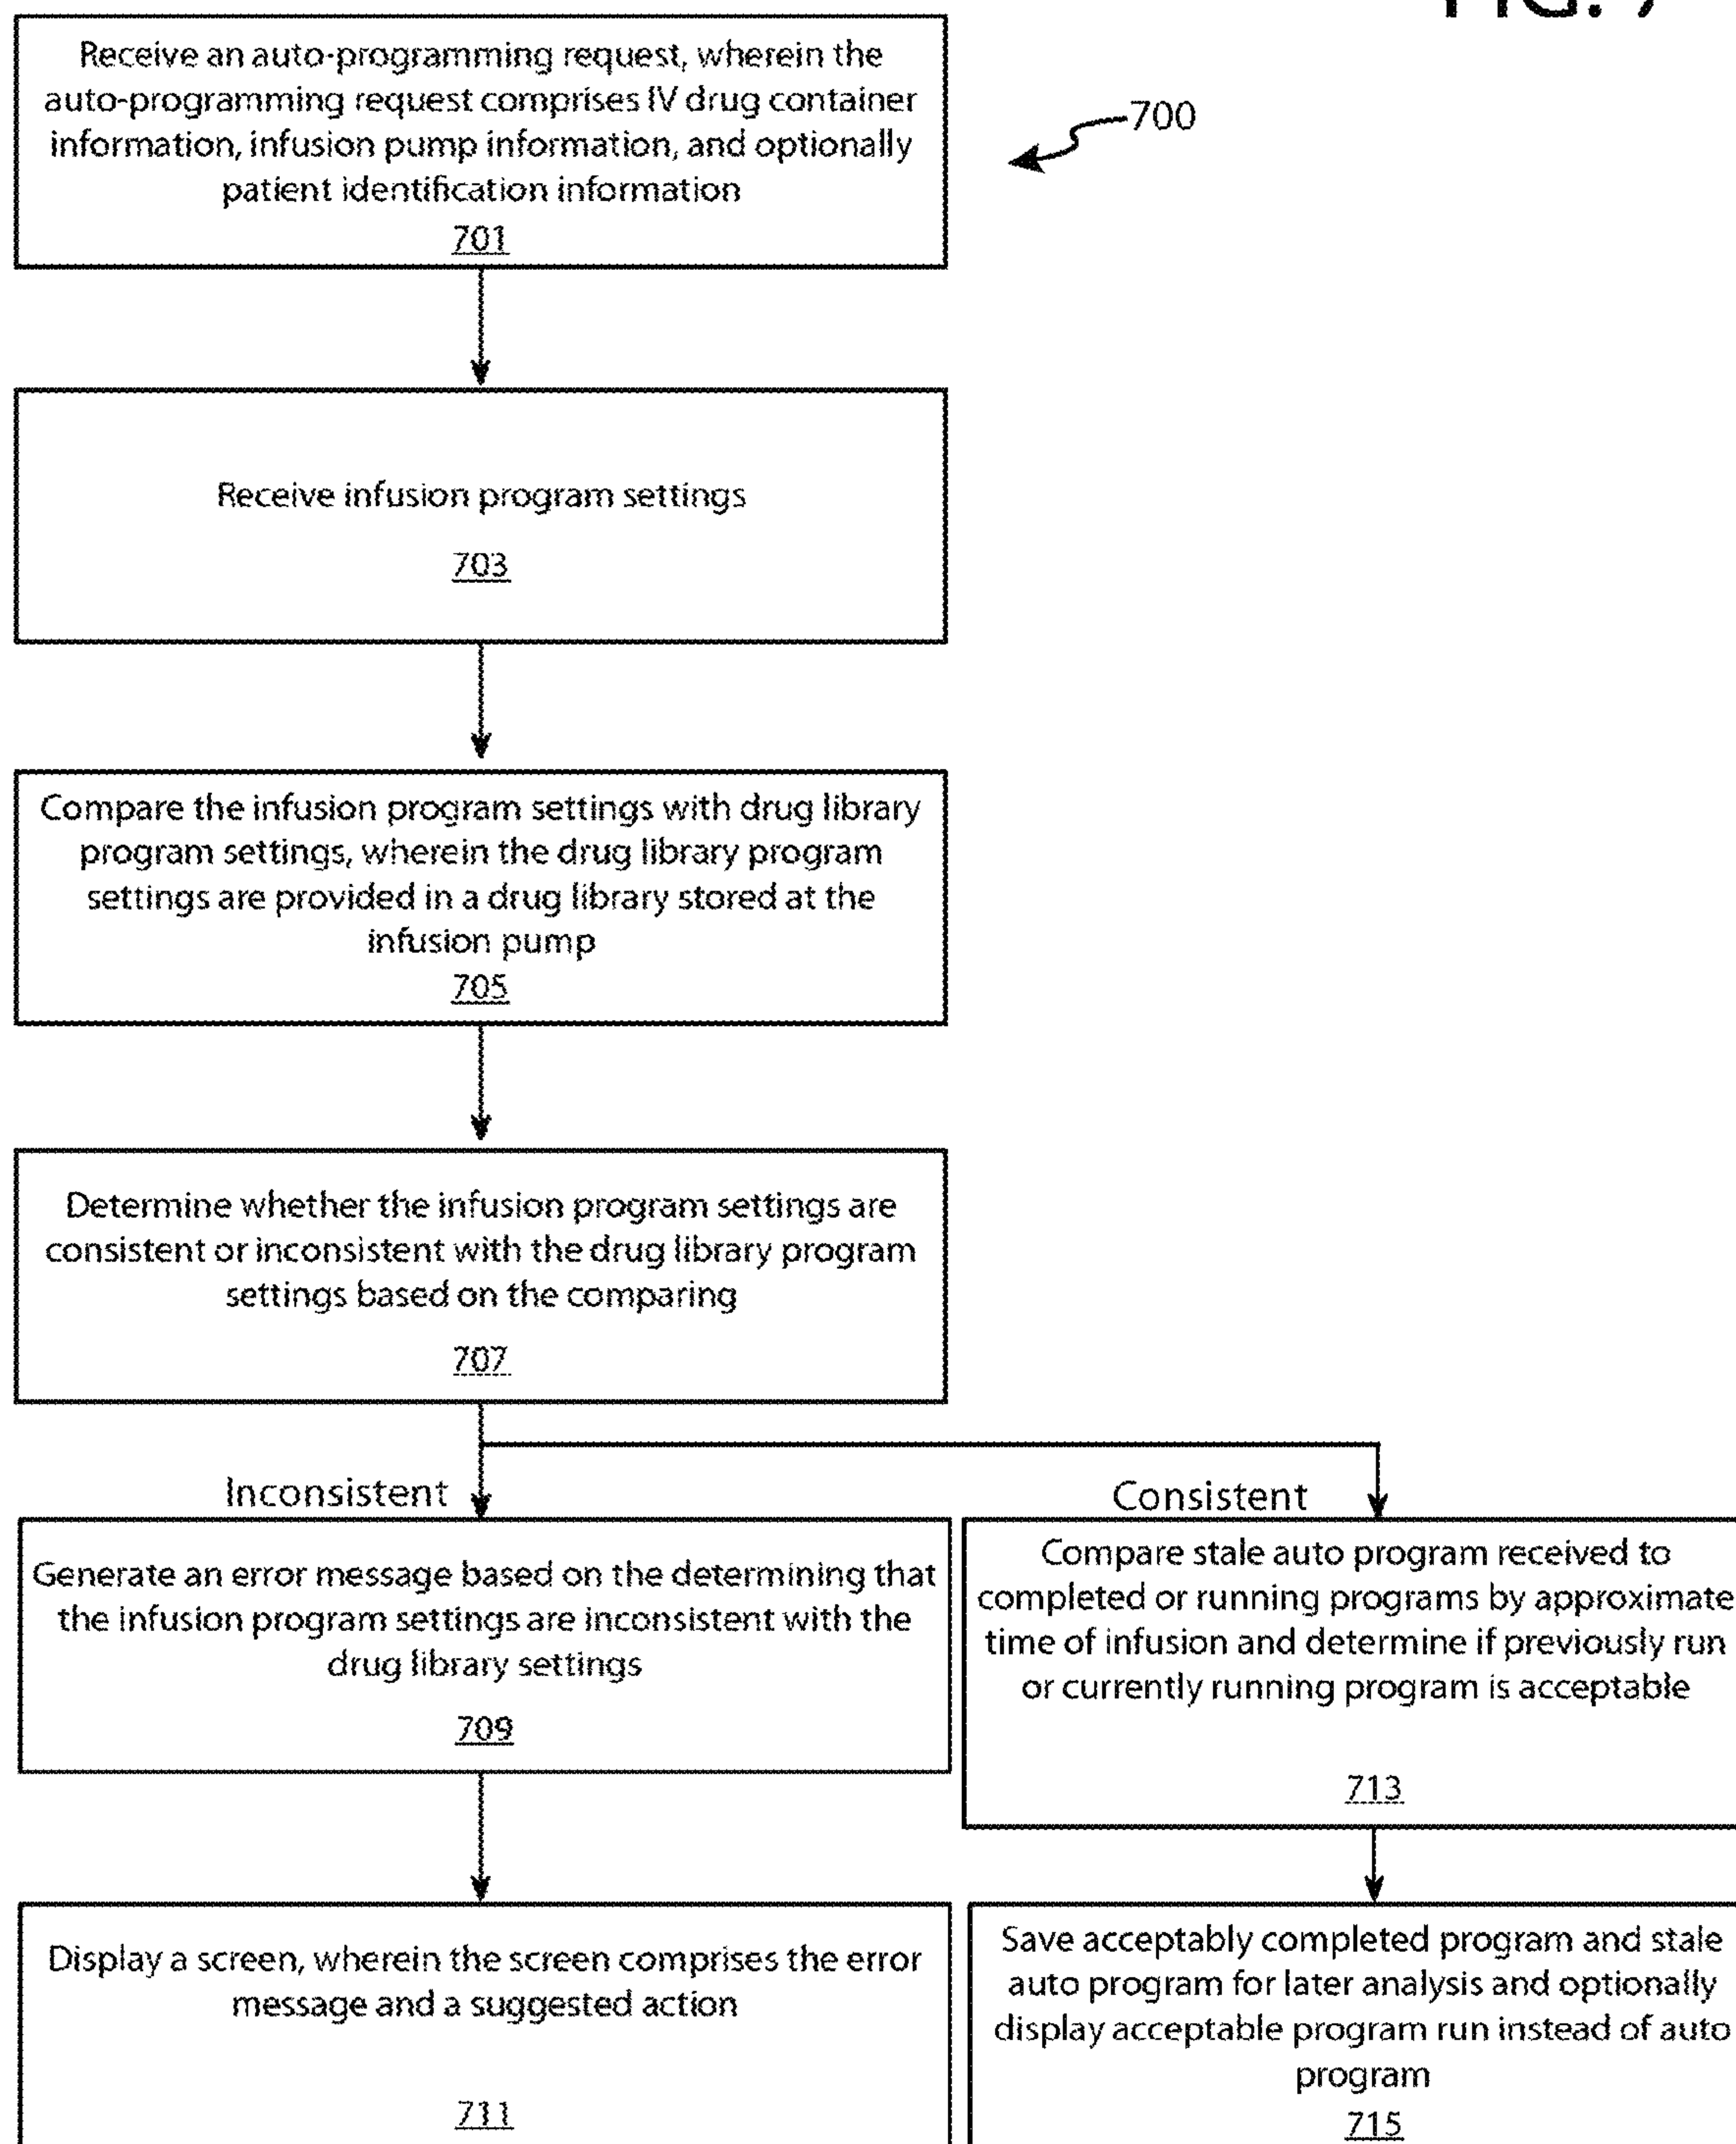 FIG. 7
700
Receive an auto-programming request, wherein the
auto-programming request comprises IV drug container
information, infusion pump information, and optionally
patient identification information
701
Receive infusion program settings
703
Compare the infusion program settings with drug library
program settings, wherein the drug library program
settings are provided in a drug library stored at the
infusion pump
705
Determine whether the infusion program settings are
consistent or inconsistent with the drug library program
settings based on the comparing
707
Inconsistent
Consistent
Generate an error message based on the determining that
the infusion program settings are inconsistent with the
drug library settings
709
Compare stale auto program received to
completed or running programs by approximate
time of infusion and determine if previously run
or currently running program is acceptable
713
Display a screen, wherein the screen comprises the error
message and a suggested action
711
Save acceptably completed program and stale
auto program for later analysis and optionally
display acceptable program run instead of auto
program
715